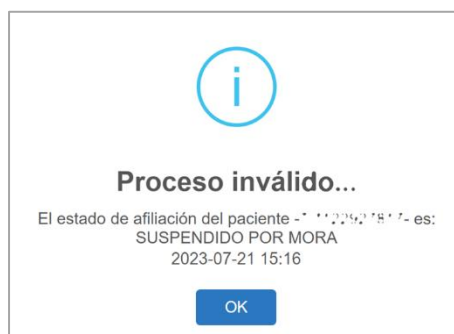 i
Proceso inválido...
El estado de afiliación del paciente es:
SUSPENDIDO POR MORA
2023-07-21 15:16
OK